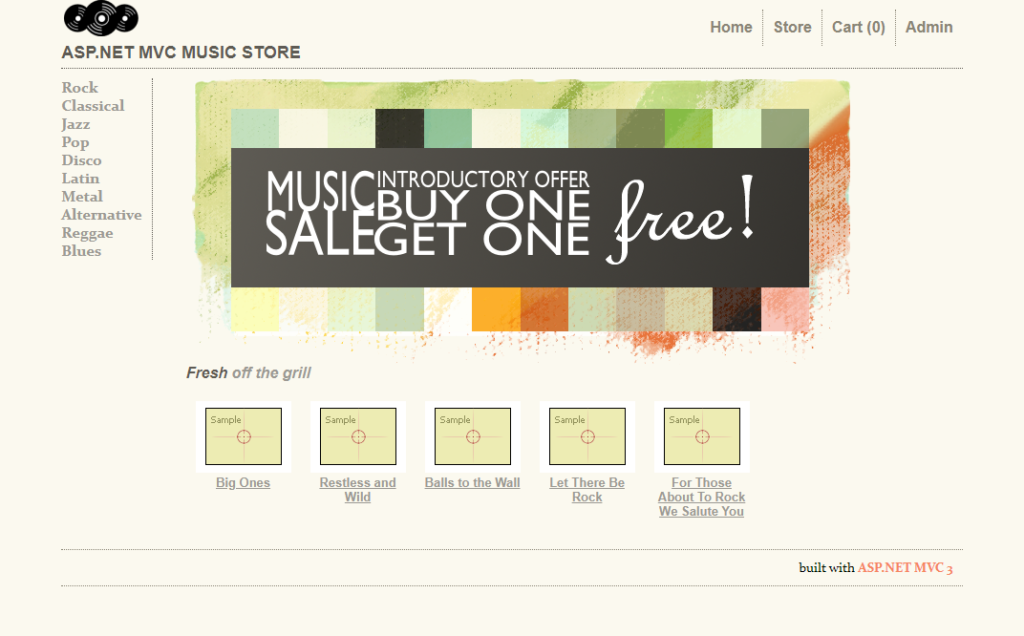 Home Store Cart (0) Admin
ASP.NET MVC MUSIC STORE
Rock
Classical
Jazz
Pop
Disco
Latin
Metal
Alternative
Reggae
Blues
MUSIC SALE
INTRODUCTORY OFFER
BUY ONE
GET ONE
free!
Fresh off the grill
Sample
Big Ones
Sample
Restless and
Wild
Sample
Balls to the Wall
Sample
Let There Be
Rock
Sample
For Those
About To Rock
We Salute You
built with ASP.NET MVC 3